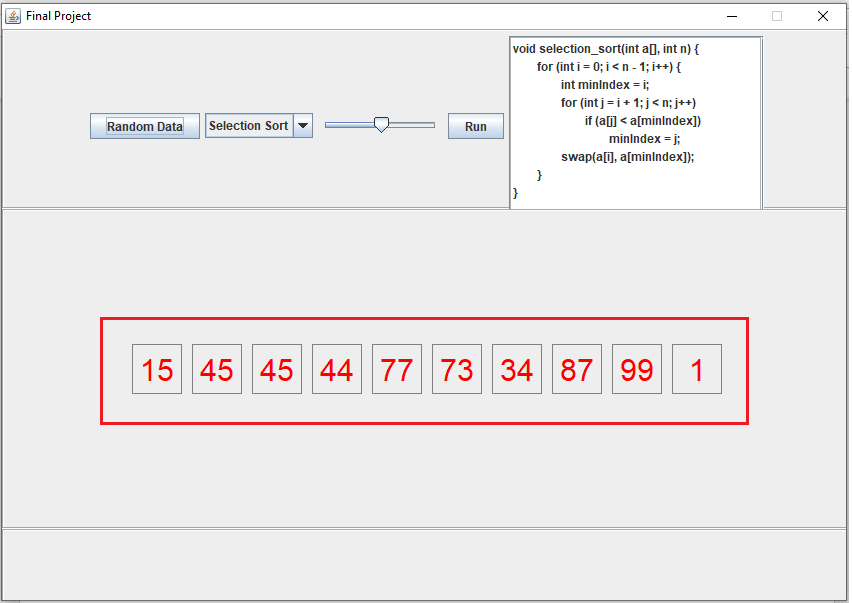 Final Project
Random Data
Selection Sort
Run
void selection_sort(int a[], int n) {
for (int i = 0; i < n - 1; i++) {
int minIndex = i;
for (int j = i + 1; j < n; j++)
if (a[j] < a[minIndex])
minIndex = j;
swap(a[i], a[minIndex]);
}
}
15 45 45 44 77 73 34 87 99 1